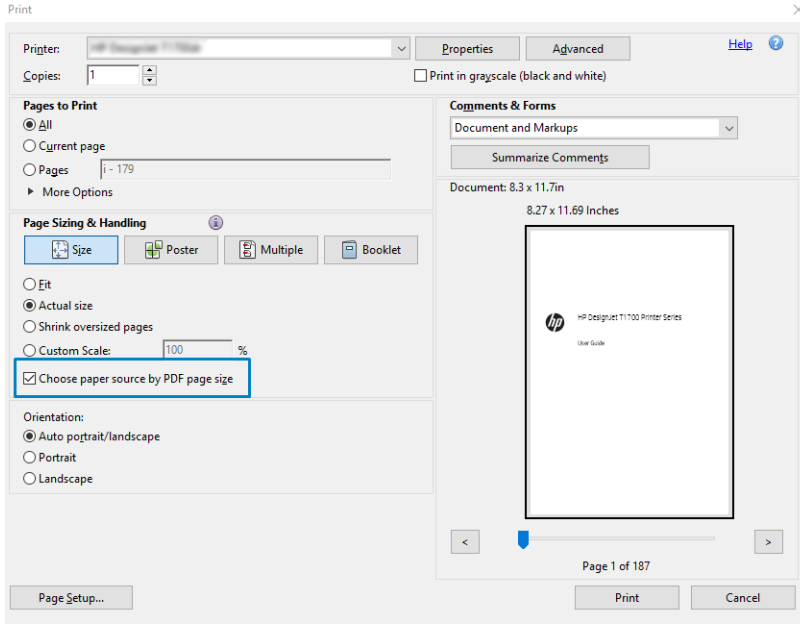 Print
Printer:
Properties
Advanced
Help
?
Copies:
1
Print in grayscale (black and white)
Pages to Print
All
Current page
Pages
i - 179
More Options
Comments & Forms
Document and Markups
Summarize Comments
Document: 8.3 x 11.7in
8.27 x 11.69 Inches
Page Sizing & Handling
i
Size
Poster
Multiple
Booklet
Fit
Actual size
Shrink oversized pages
Custom Scale:
100
%
Choose paper source by PDF page size
Orientation:
Auto portrait/landscape
Portrait
Landscape
hp
HP DesignJet T1700 Printer Series
User Guide
<
>
Page 1 of 187
Page Setup...
Print
Cancel